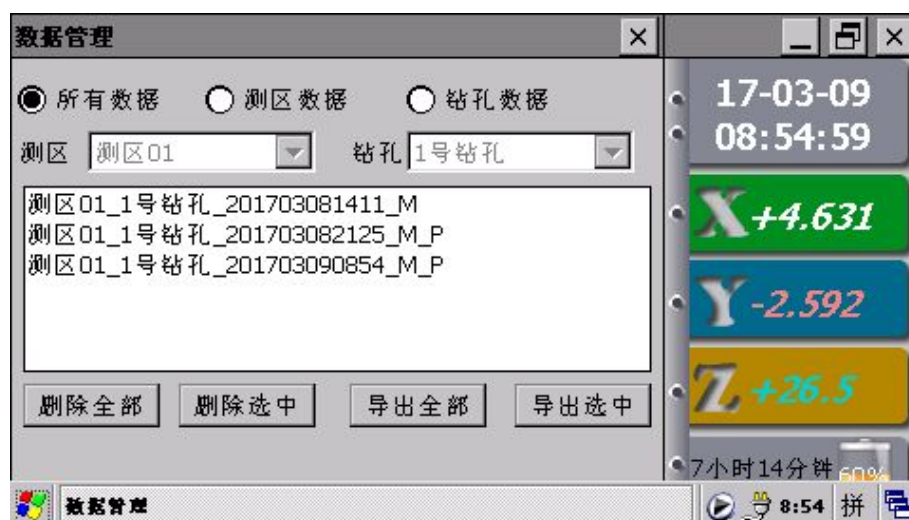 数据管理
所有数据 测区数据 钻孔数据
测区 测区01 钻孔 1号钻孔
测区01_1号钻孔_201703081411_M
测区01_1号钻孔_201703082125_M_P
测区01_1号钻孔_201703090854_M_P
删除全部 删除选中 导出全部 导出选中
17-03-09
08:54:59
X +4.631
Y -2.592
Z +26.5
7小时14分钟 60%
数据管理 8:54 拼